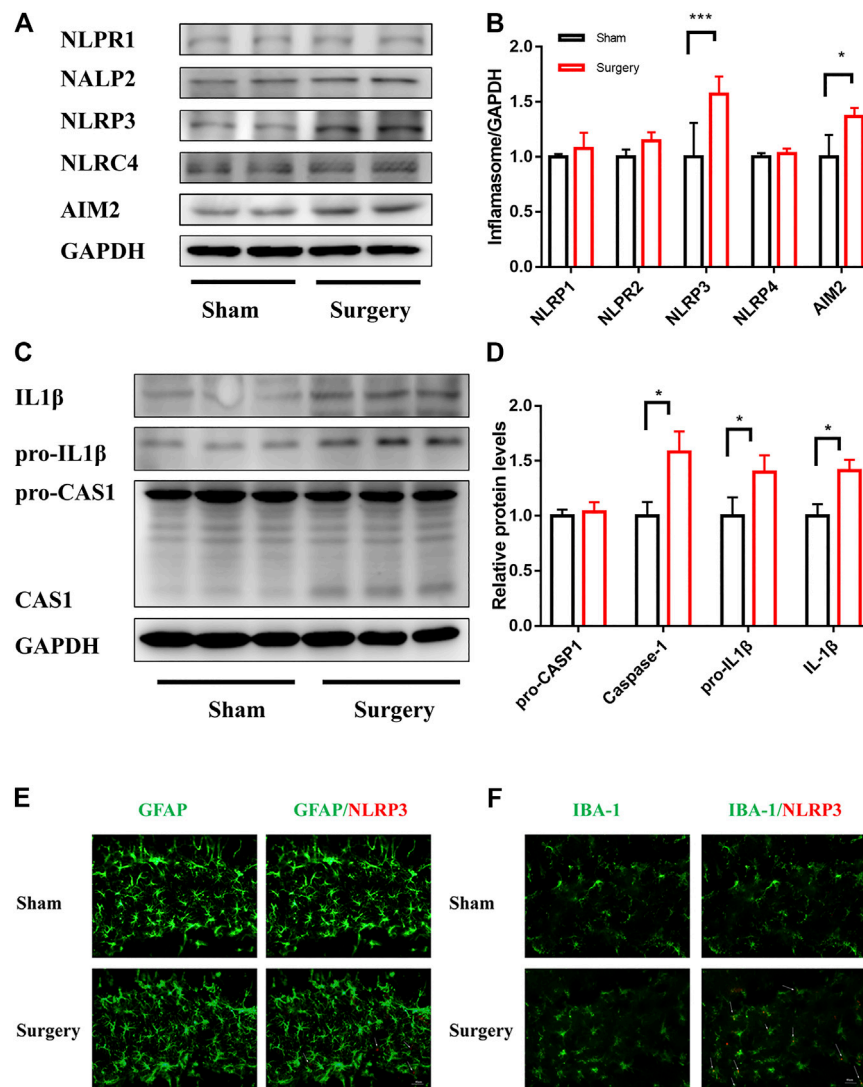 A
NLPR1
NALP2
NLRP3
NLRC4
AIM2
GAPDH
Sham
Surgery
B
Inflamasome/GAPDH
2.0
1.5
1.0
0.5
0.0
Sham
Surgery
***
*
NLRP1
NLPR2
NLRP3
NLRP4
AIM2
C
IL1β
pro-IL1β
pro-CAS1
CAS1
GAPDH
Sham
Surgery
D
Relative protein levels
2.0
1.5
1.0
0.5
0.0
*
*
*
pro-CASP1
Caspase-1
pro-IL1β
IL-1β
E
GFAP
GFAP/NLRP3
Sham
Surgery
F
IBA-1
IBA-1/NLRP3
Sham
Surgery